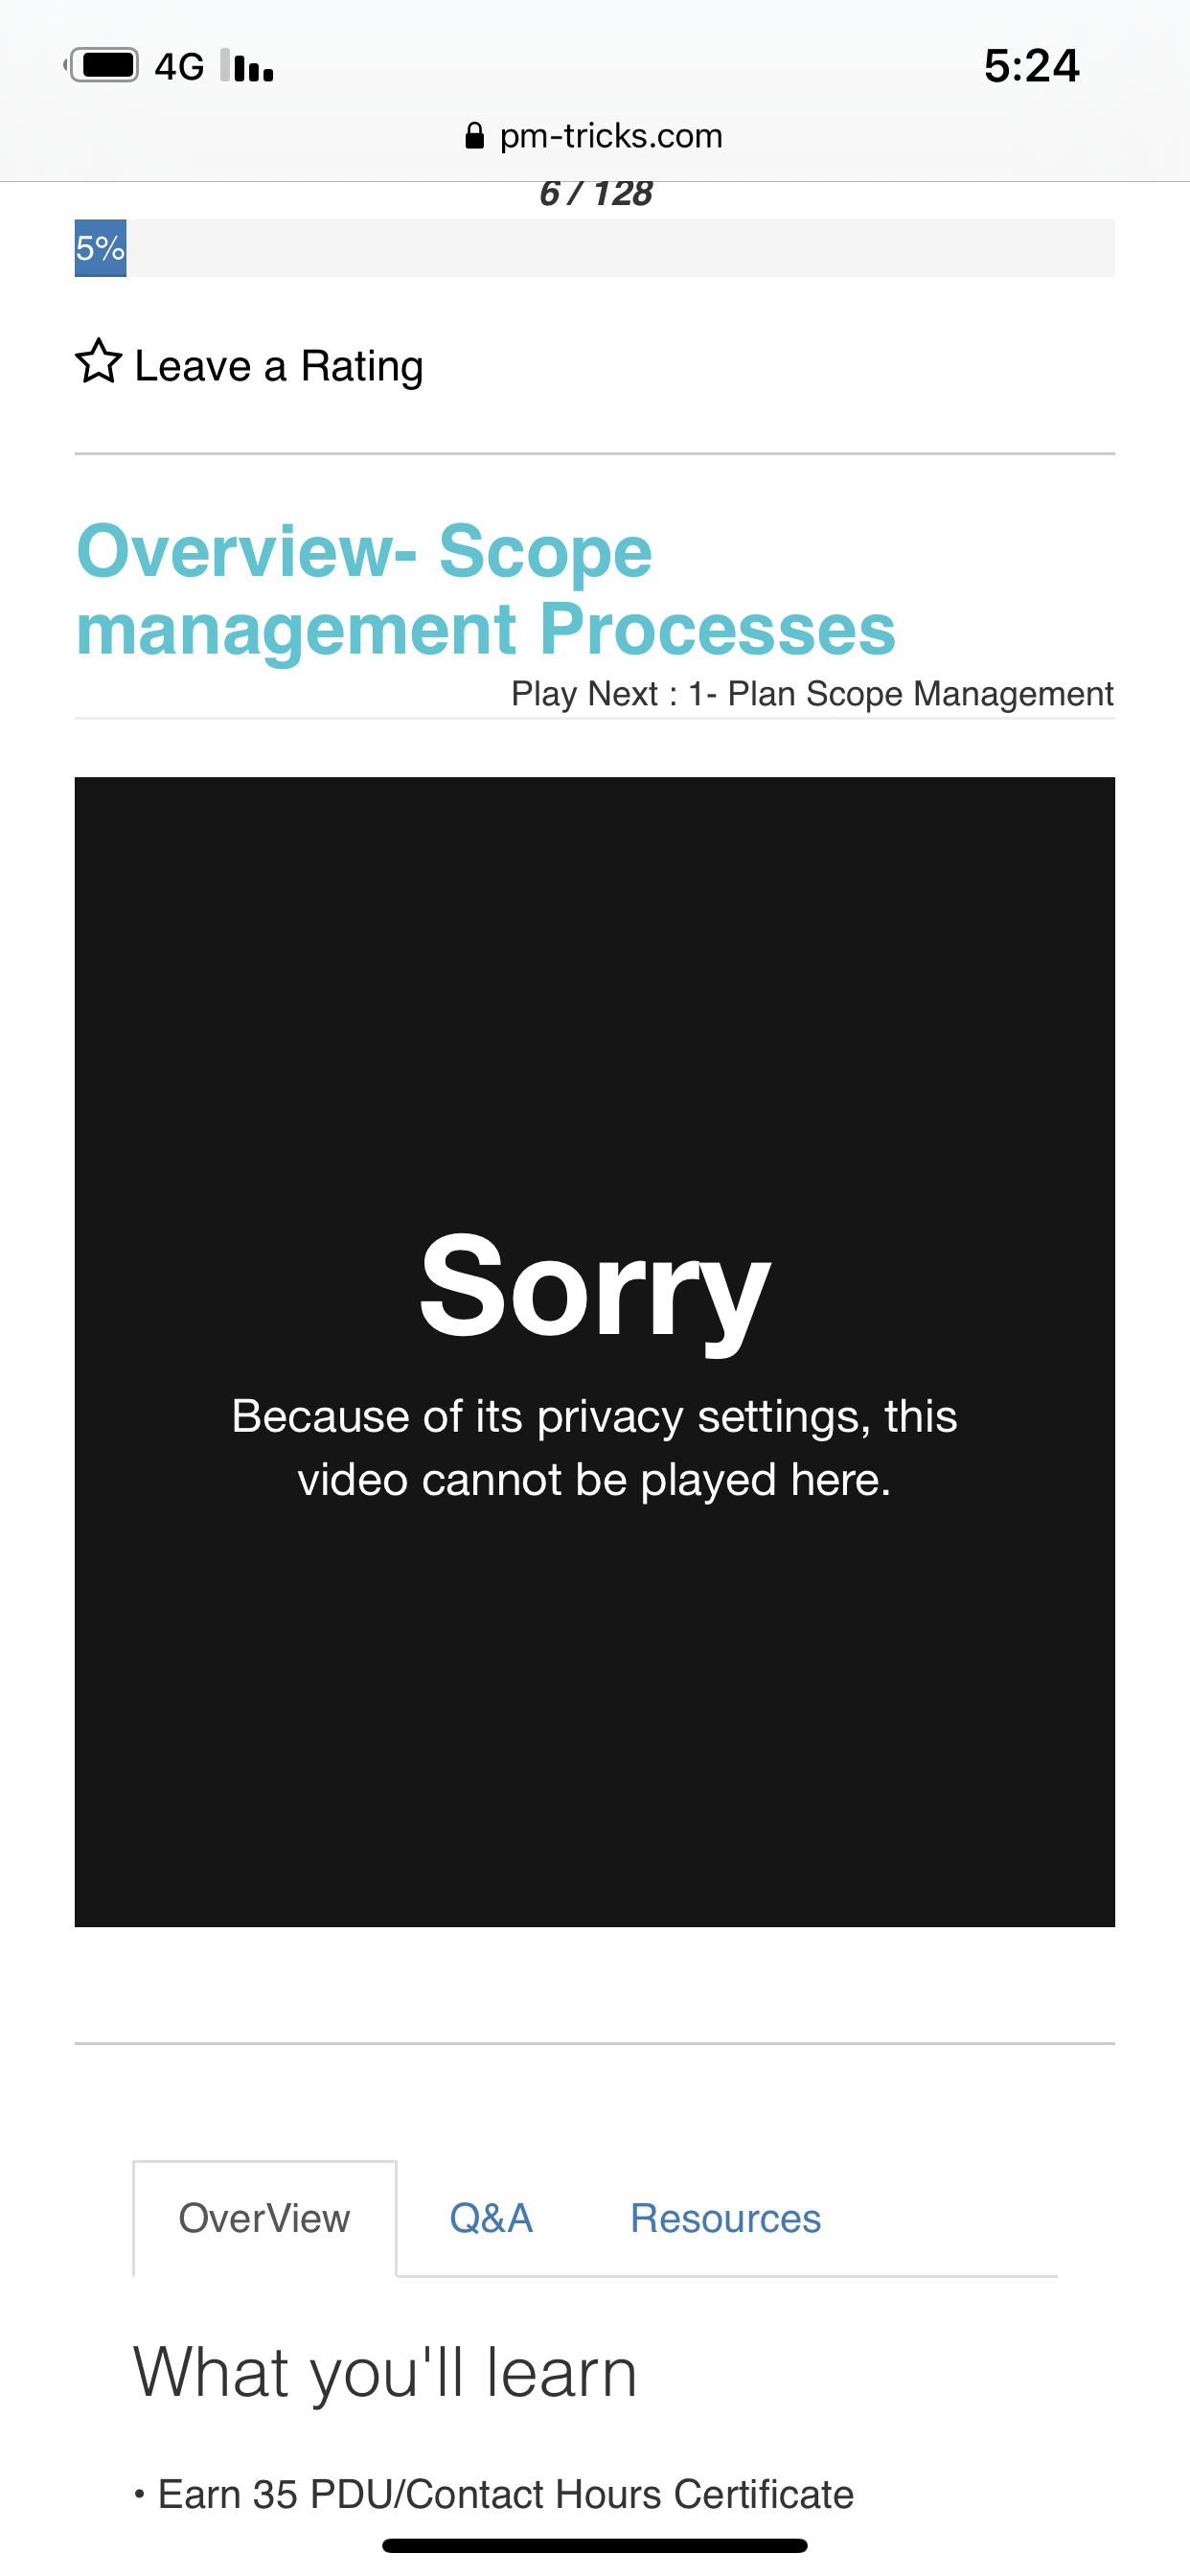 4G
5:24
pm-tricks.com
6 / 128
5%
Leave a Rating
Overview- Scope
management Processes
Play Next : 1- Plan Scope Management
Sorry
Because of its privacy settings, this
video cannot be played here.
OverView
Q&A
Resources
What you'll learn
• Earn 35 PDU/Contact Hours Certificate